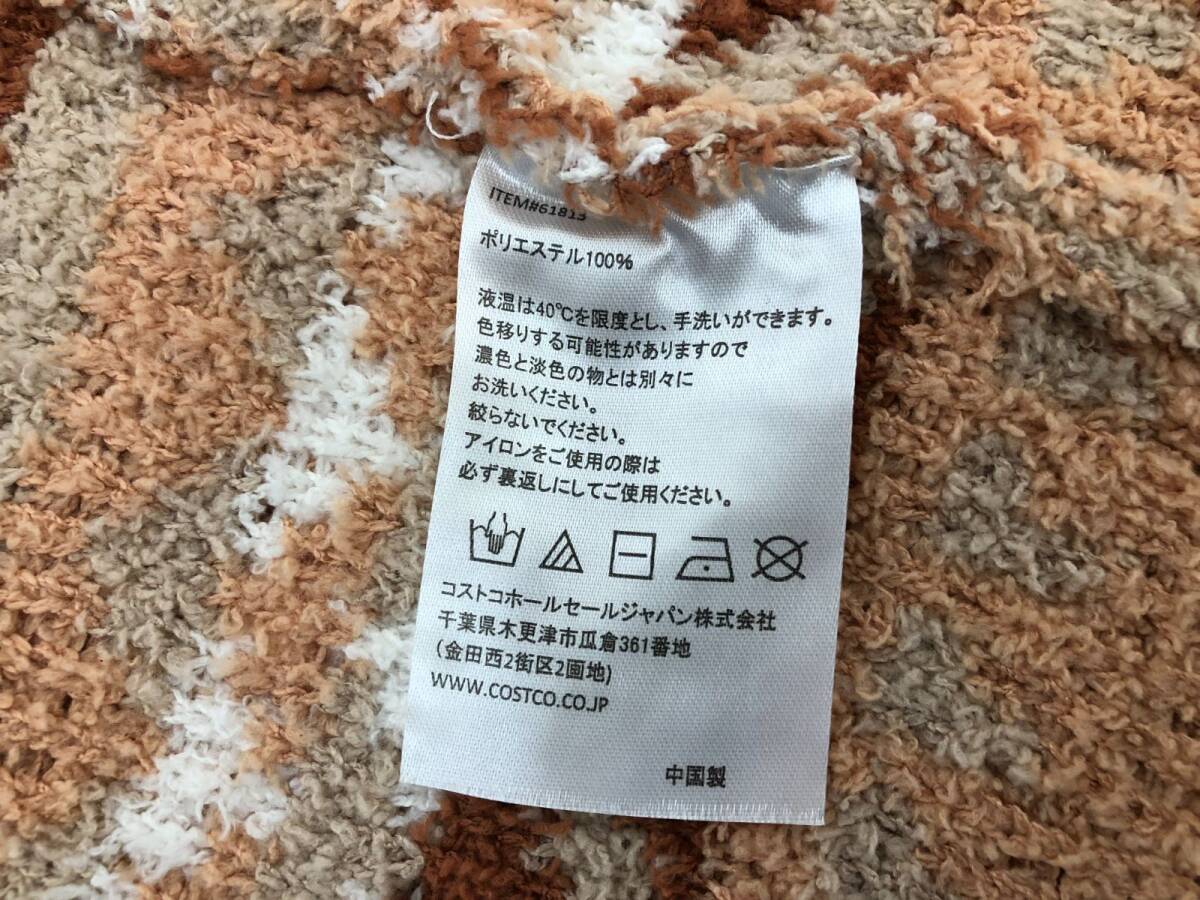 ITEM#61813
ポリエステル100%
液温は40℃を限度とし、手洗いができます。
色移りする可能性がありますので
濃色と淡色の物とは別々に
お洗いください。
絞らないでください。
アイロンをご使用の際は
必ず裏返しにしてご使用ください。
コストコホールセールジャパン株式会社
千葉県木更津市瓜倉361番地
(金田西2街区2画地)
WWW.COSTCO.CO.JP
中国製